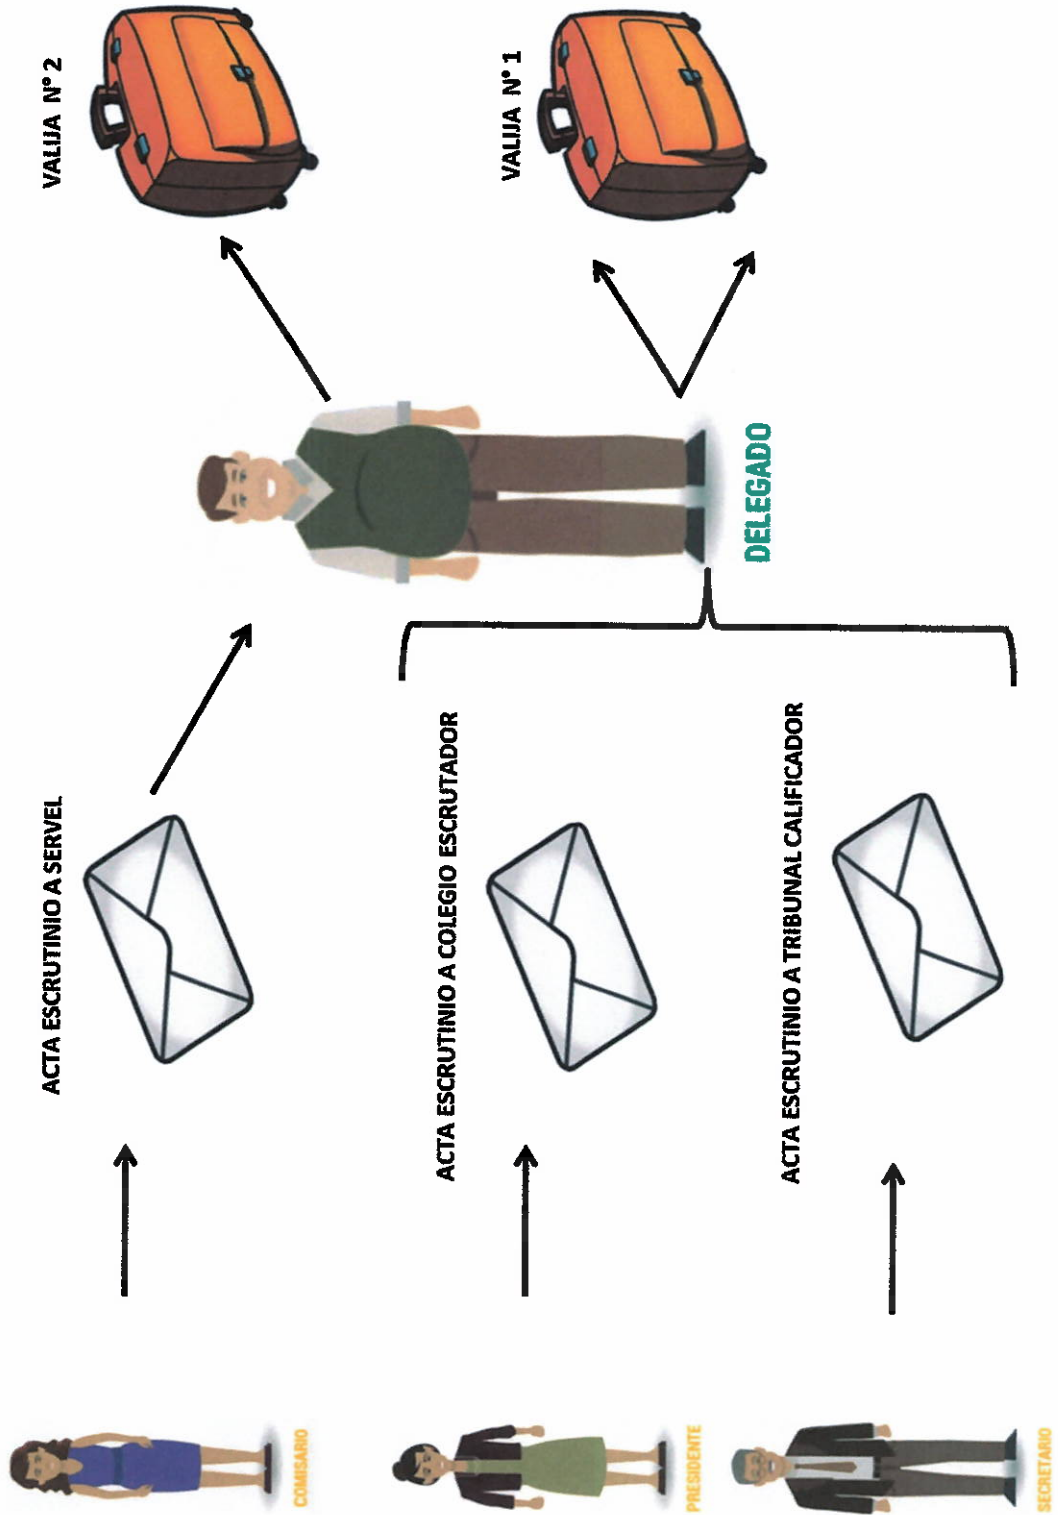 ACTA ESCRUTINIO A SERVEL
VALIJA N° 2
COMISARIO
ACTA ESCRUTINIO A COLEGIO ESCRUTADOR
VALIJA N° 1
PRESIDENTE
DELEGADO
ACTA ESCRUTINIO A TRIBUNAL CALIFICADOR
SECRETARIO